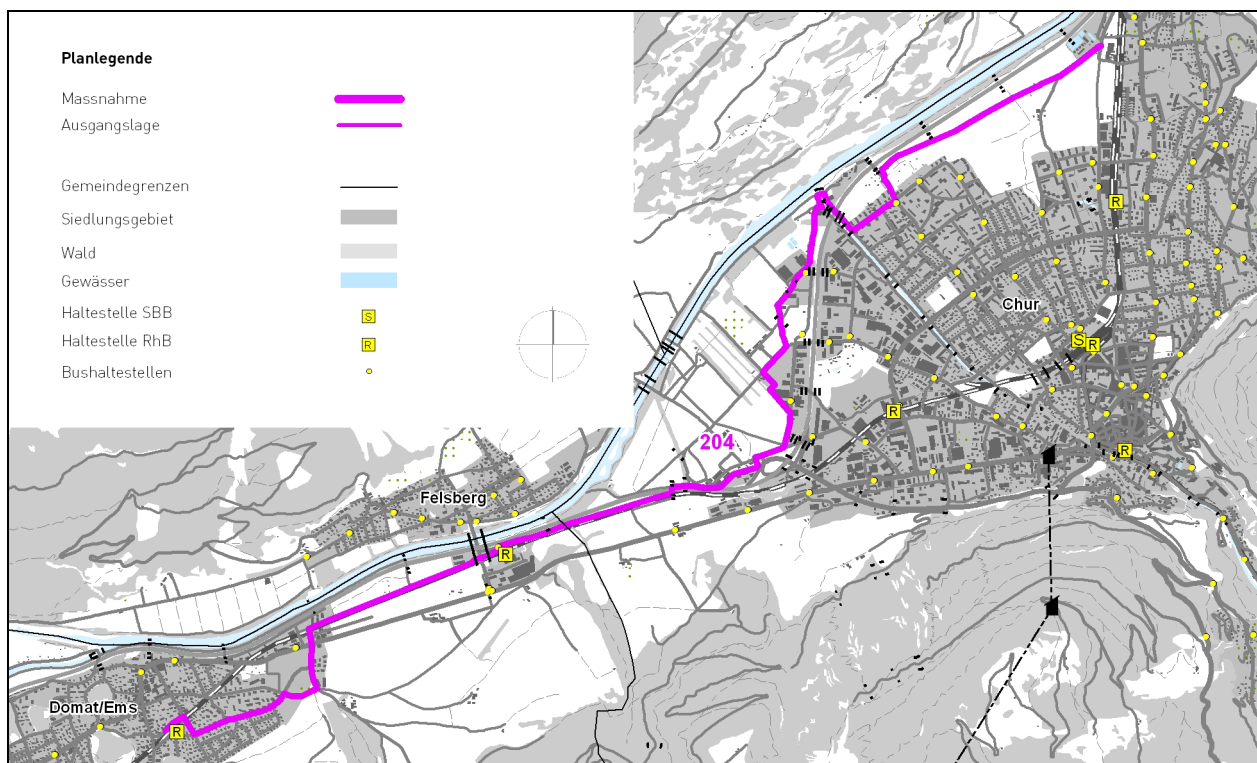 Planlegende
Massnahme
Ausgangslage
Gemeindegrenzen
Siedlungsgebiet
Wald
Gewässer
Haltestelle SBB S
Haltestelle RhB R
Bushaltestellen
R
Chur
S R
R
204
R
Felsberg
R
Domat/Ems
R